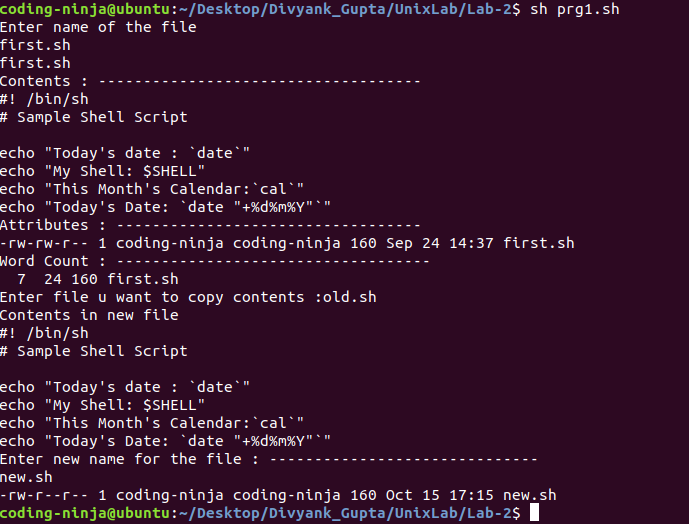 coding-ninja@ubuntu:~/Desktop/Divyank_Gupta/UnixLab/Lab-2$ sh prg1.sh
Enter name of the file
first.sh
first.sh
Contents : ------------------------------------
#! /bin/sh
# Sample Shell Script

echo "Today's date : `date`"
echo "My Shell: $SHELL"
echo "This Month's Calendar:`cal`"
echo "Today's Date: `date "+%d%m%Y"`"
Attributes : ----------------------------------
-rw-rw-r-- 1 coding-ninja coding-ninja 160 Sep 24 14:37 first.sh
Word Count : -----------------------------------
  7  24 160 first.sh
Enter file u want to copy contents :old.sh
Contents in new file
#! /bin/sh
# Sample Shell Script

echo "Today's date : `date`"
echo "My Shell: $SHELL"
echo "This Month's Calendar:`cal`"
echo "Today's Date: `date "+%d%m%Y"`"
Enter new name for the file : ------------------------------
new.sh
-rw-r--r-- 1 coding-ninja coding-ninja 160 Oct 15 17:15 new.sh
coding-ninja@ubuntu:~/Desktop/Divyank_Gupta/UnixLab/Lab-2$